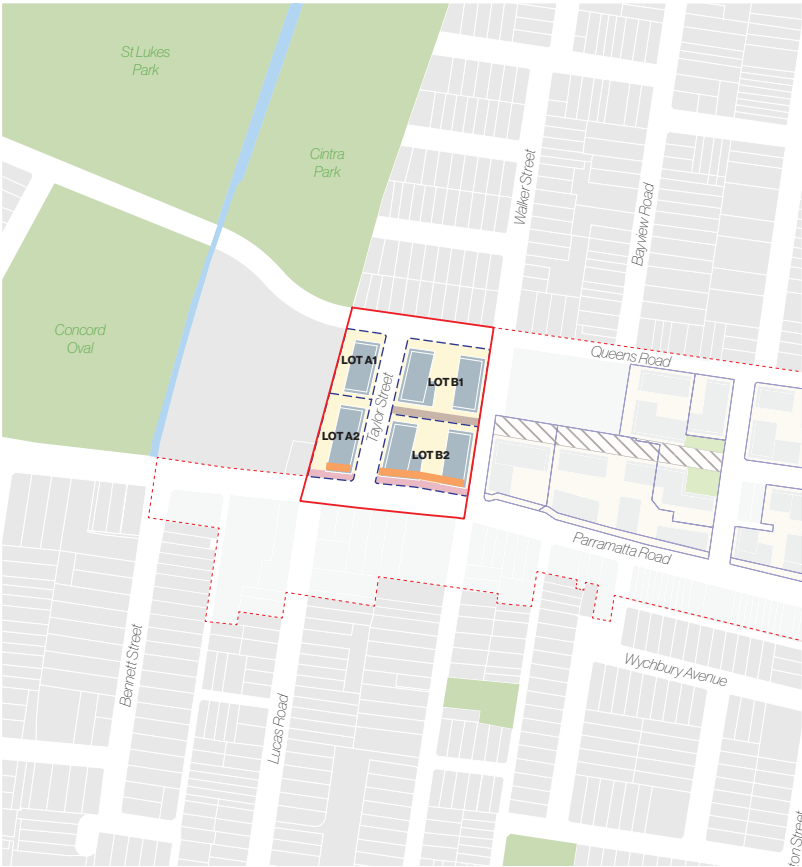 St Lukes
Park
Cintra
Park
Walker Street
Bayview Road
Concord
Oval
Queens Road
LOT A1
LOT B1
Taylor Street
LOT A2
LOT B2
Parramatta Road
Bennett Street
Wychbury Avenue
Lucas Road
Street